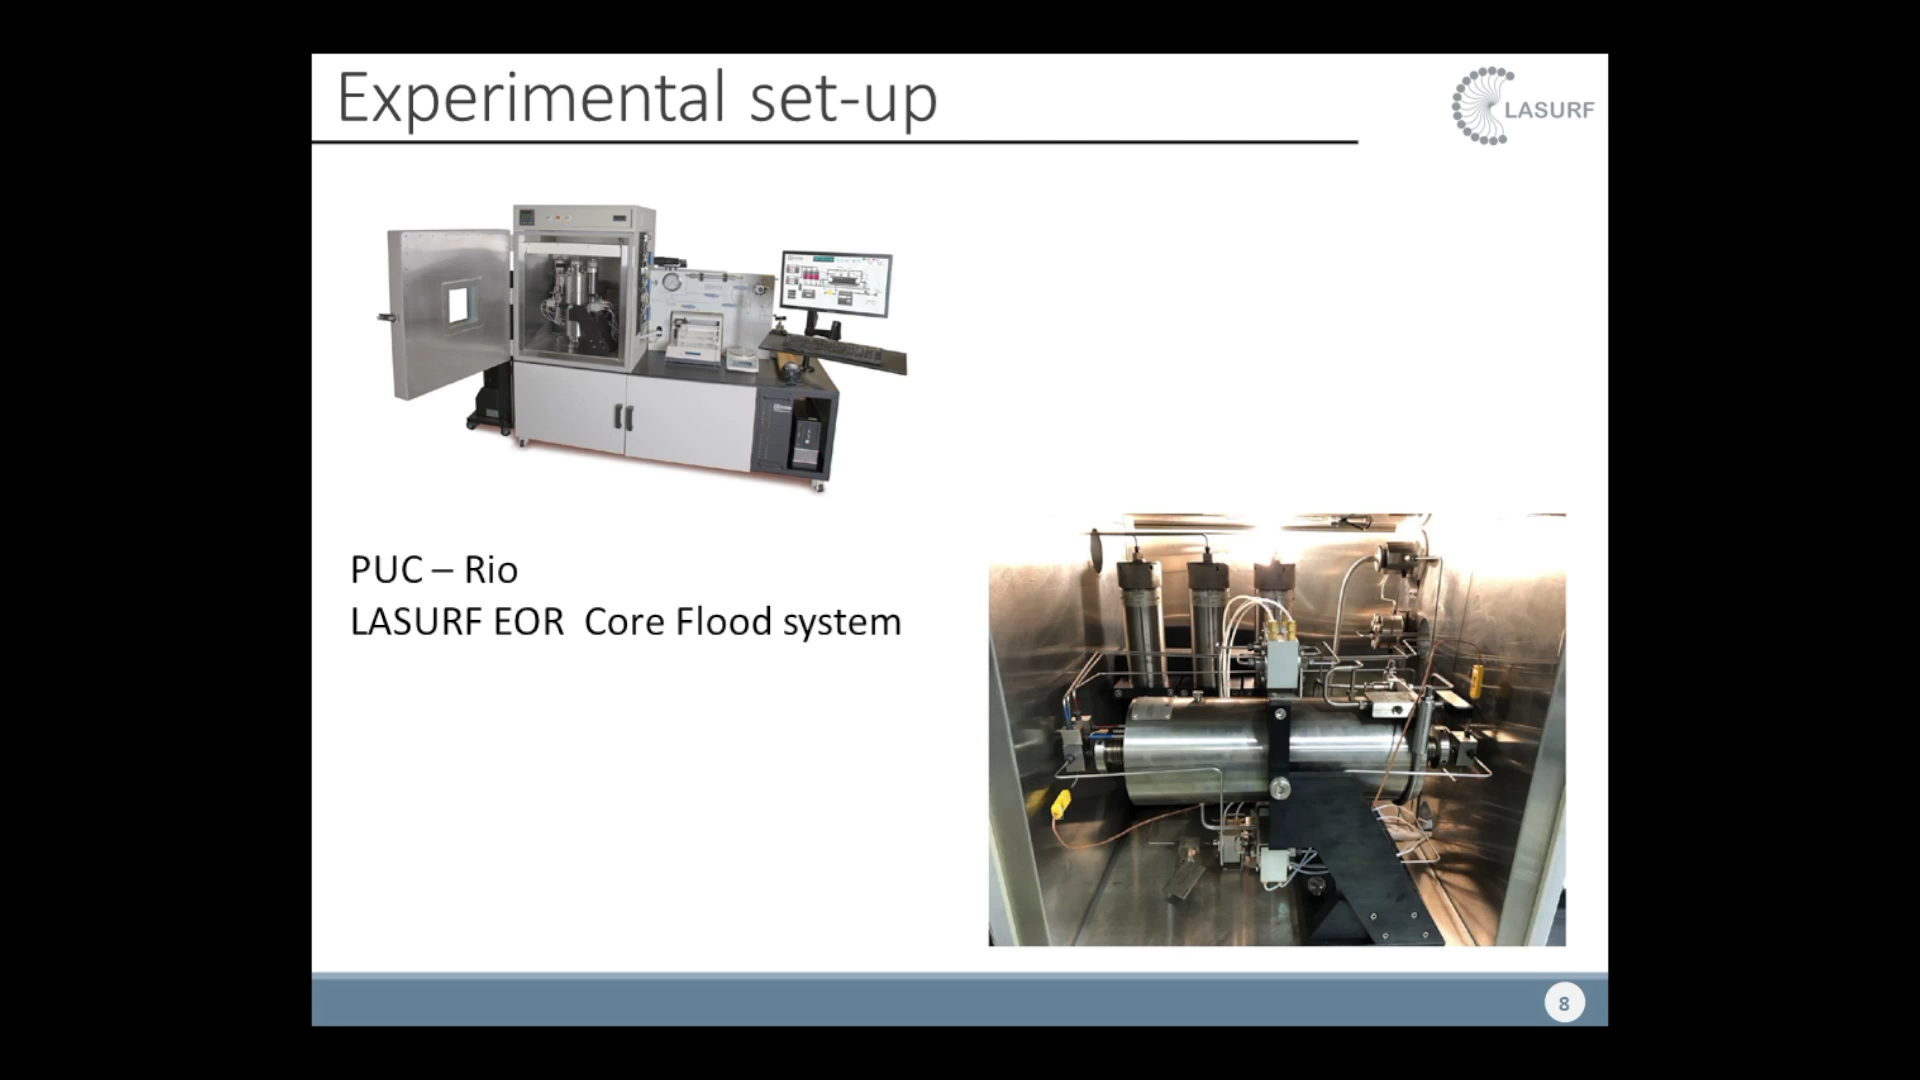 Experimental set-up
LASURF
PUC – Rio
LASURF EOR Core Flood system
8